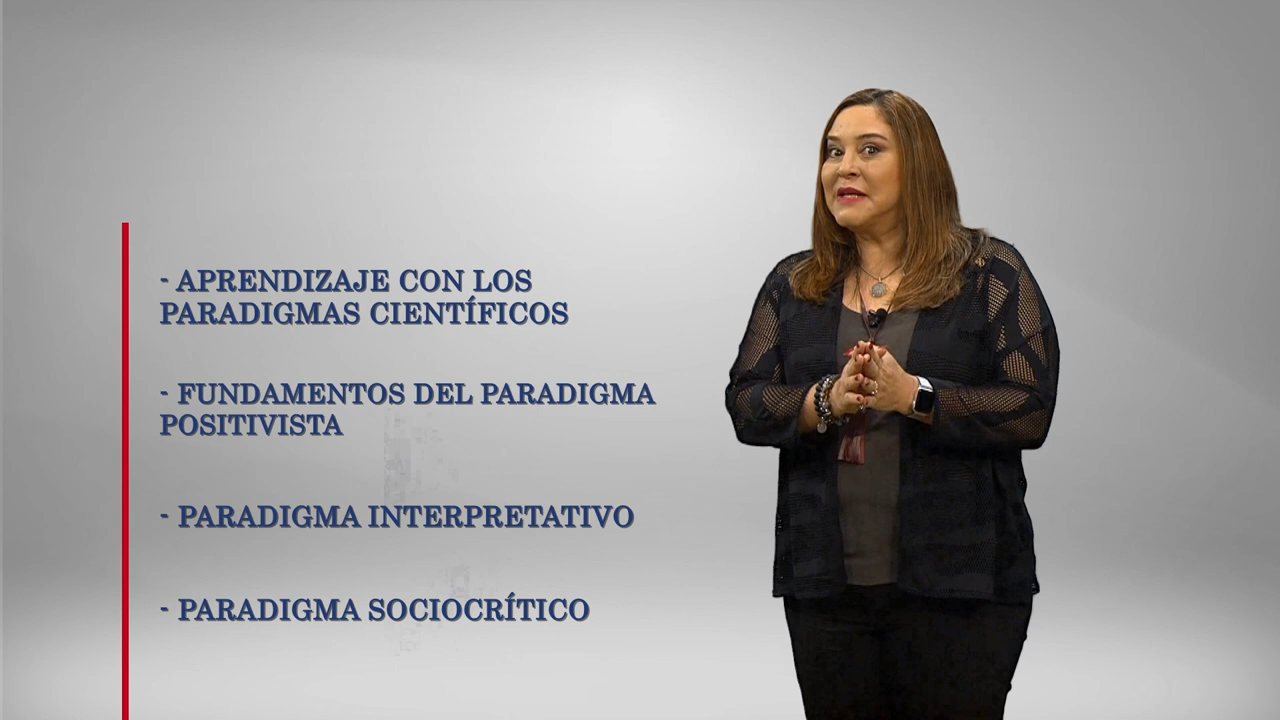 - APRENDIZAJE CON LOS
PARADIGMAS CIENTÍFICOS
- FUNDAMENTOS DEL PARADIGMA
POSITIVISTA
- PARADIGMA INTERPRETATIVO
- PARADIGMA SOCIOCRÍTICO